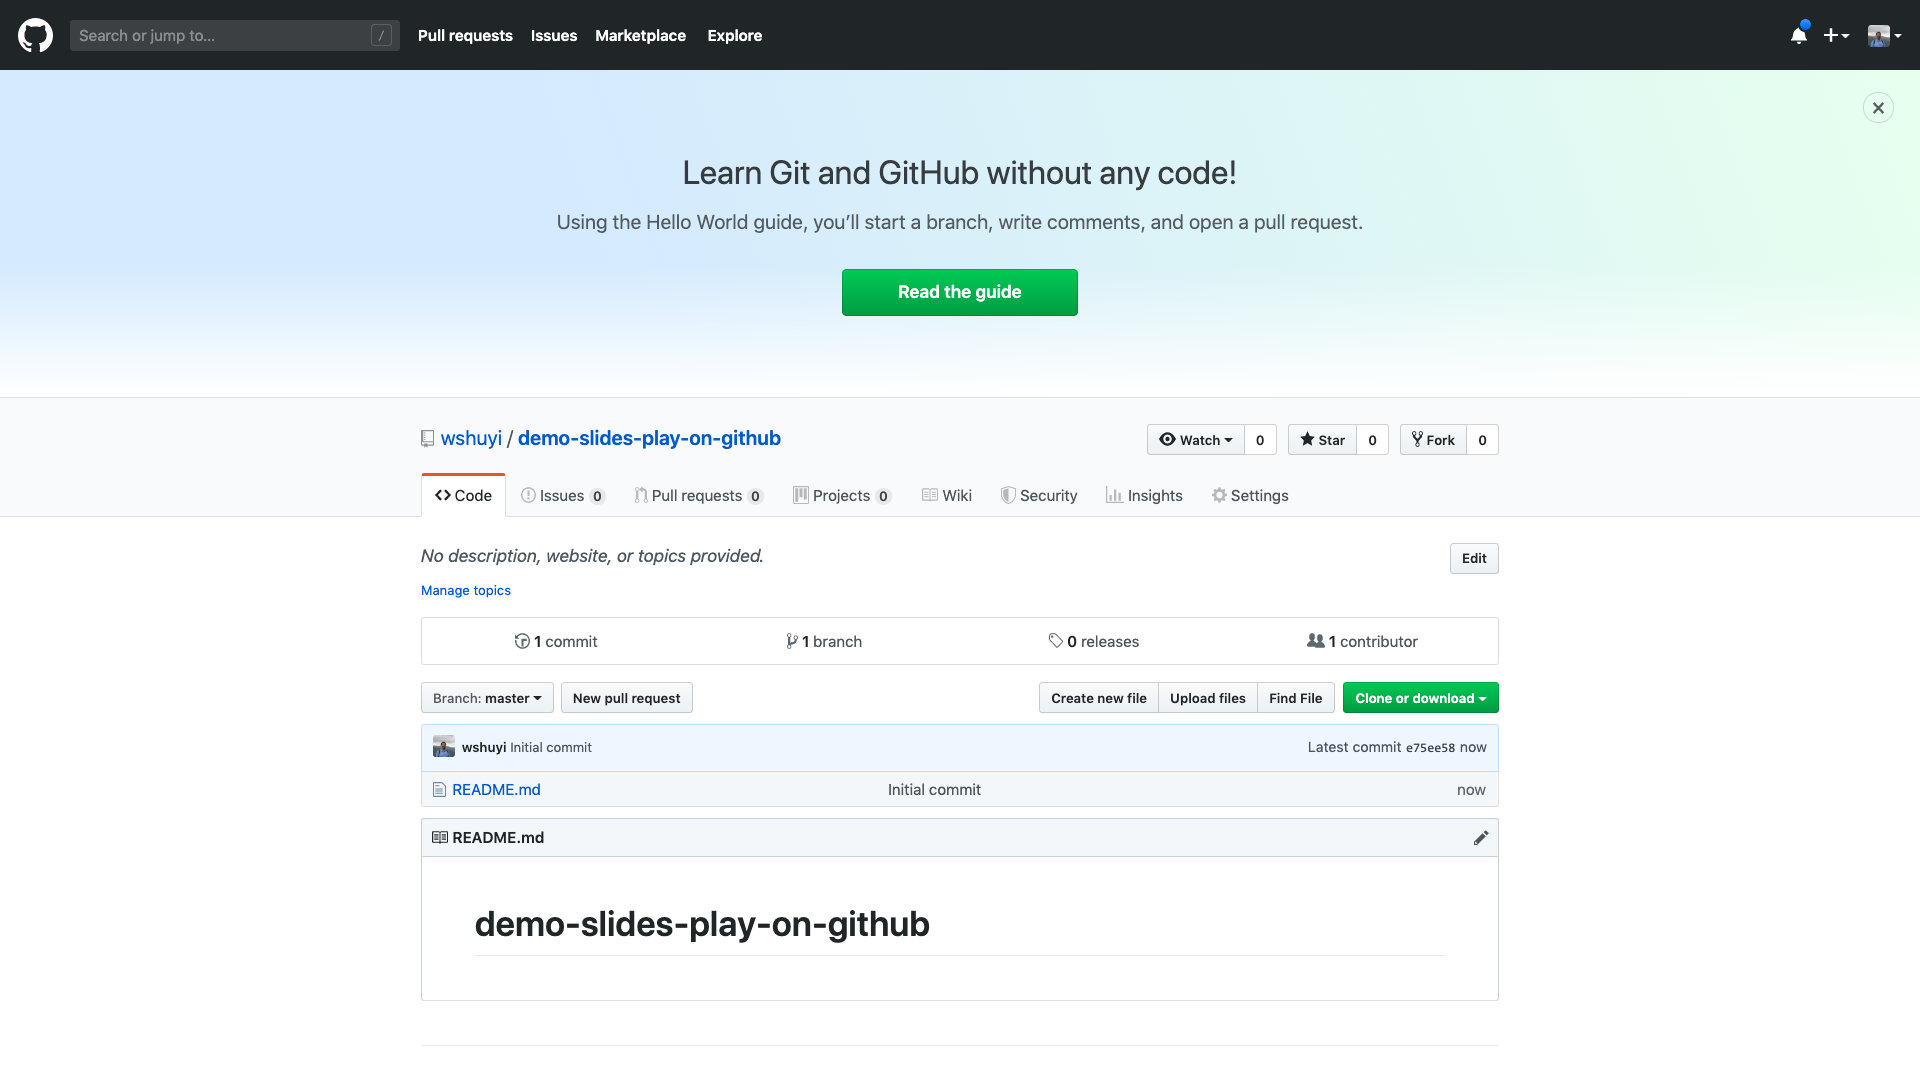 Search or jump to... /
Pull requests Issues Marketplace Explore
Learn Git and GitHub without any code!
Using the Hello World guide, you’ll start a branch, write comments, and open a pull request.
Read the guide
wshuyi / demo-slides-play-on-github
Watch 0 Star 0 Fork 0
Code Issues 0 Pull requests 0 Projects 0 Wiki Security Insights Settings
No description, website, or topics provided.
Edit
Manage topics
1 commit 1 branch 0 releases 1 contributor
Branch: master New pull request Create new file Upload files Find File Clone or download
wshuyi Initial commit Latest commit e75ee58 now
README.md Initial commit now
README.md
demo-slides-play-on-github